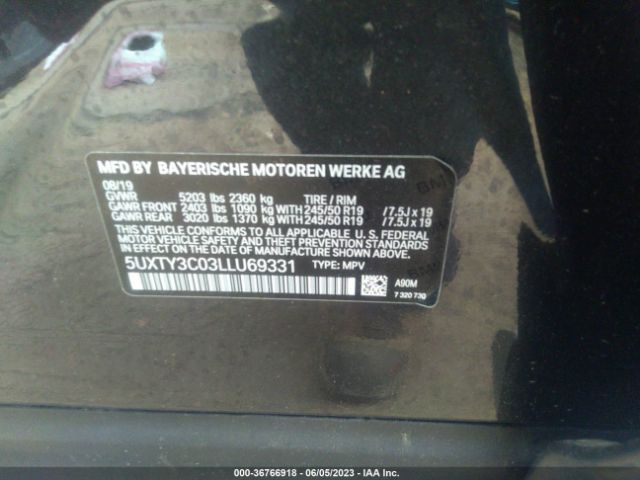 MFD BY BAYERISCHE MOTOREN WERKE AG
08/19
GVWR 5203 lbs 2360 kg TIRE / RIM
GAWR FRONT 2403 lbs 1090 kg WITH 245/50 R19 /7.5J x 19
GAWR REAR 3020 lbs 1370 kg WITH 245/50 R19 /7.5J x 19
THIS VEHICLE CONFORMS TO ALL APPLICABLE U. S. FEDERAL
MOTOR VEHICLE SAFETY, BUMPER, AND THEFT PREVENTION
STANDARDS IN EFFECT ON THE DATE OF MANUFACTURE SHOWN ABOVE.
5UXTY3C03LLU69331 TYPE: MPV
A90M
7 320 730
000-36766918 - 06/05/2023 - IAA Inc.